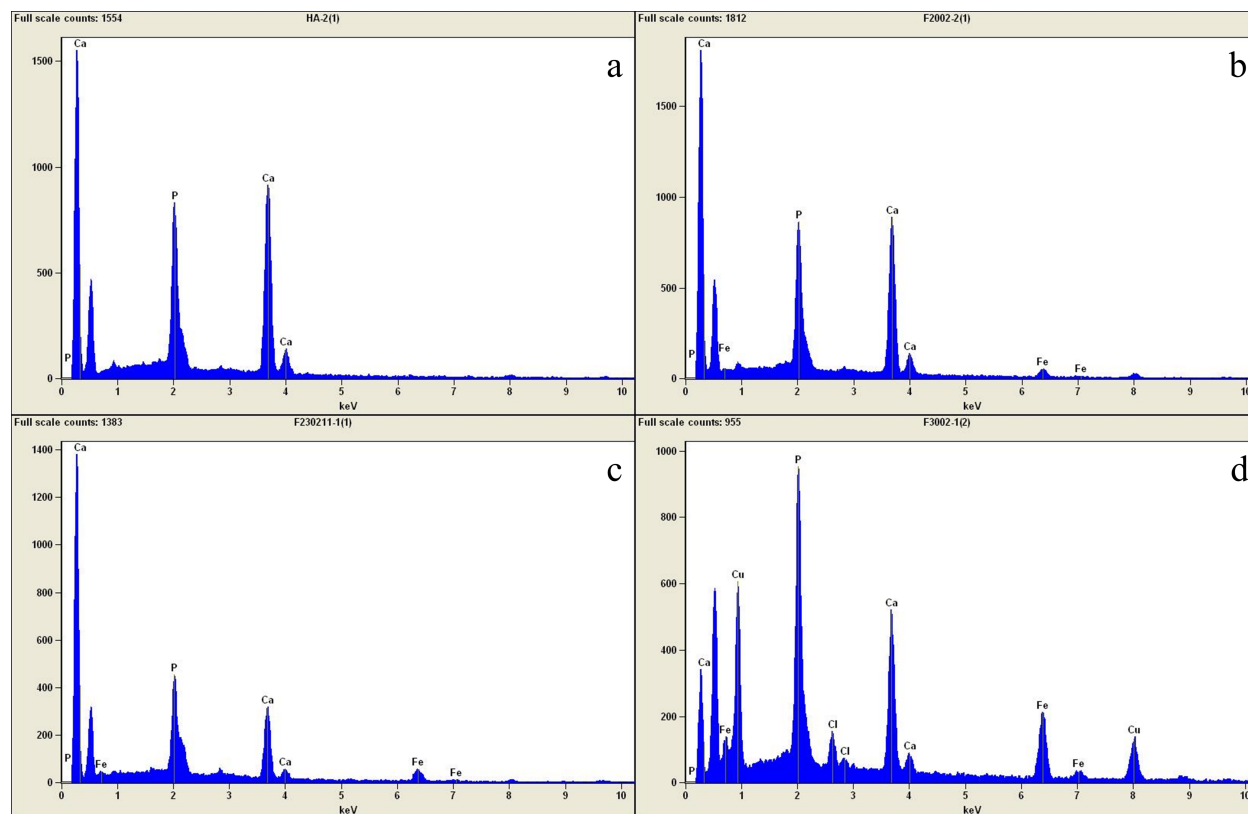 Full scale counts: 1554 HA-2(1)
a
Ca
1500
1000
Ca
P
500
Ca
P
0
0 1 2 3 4 5 6 7 8 9 10
keV
Full scale counts: 1812 F2002-2(1)
b
Ca
1500
1000
P
Ca
500
Ca
P Fe
Fe
Fe
0
0 1 2 3 4 5 6 7 8 9 10
keV
Full scale counts: 1383 F230211-1(1)
c
Ca
1400
1200
1000
800
600
P
400
Ca
200
P Fe
Ca
Fe
Fe
0
0 1 2 3 4 5 6 7 8 9 10
keV
Full scale counts: 955 F3002-1(2)
d
P
1000
800
Cu
600
Ca
400
Ca
Fe
200
Fe
Cl
Cl
Ca
Cu
P
Fe
0
0 1 2 3 4 5 6 7 8 9 10
keV